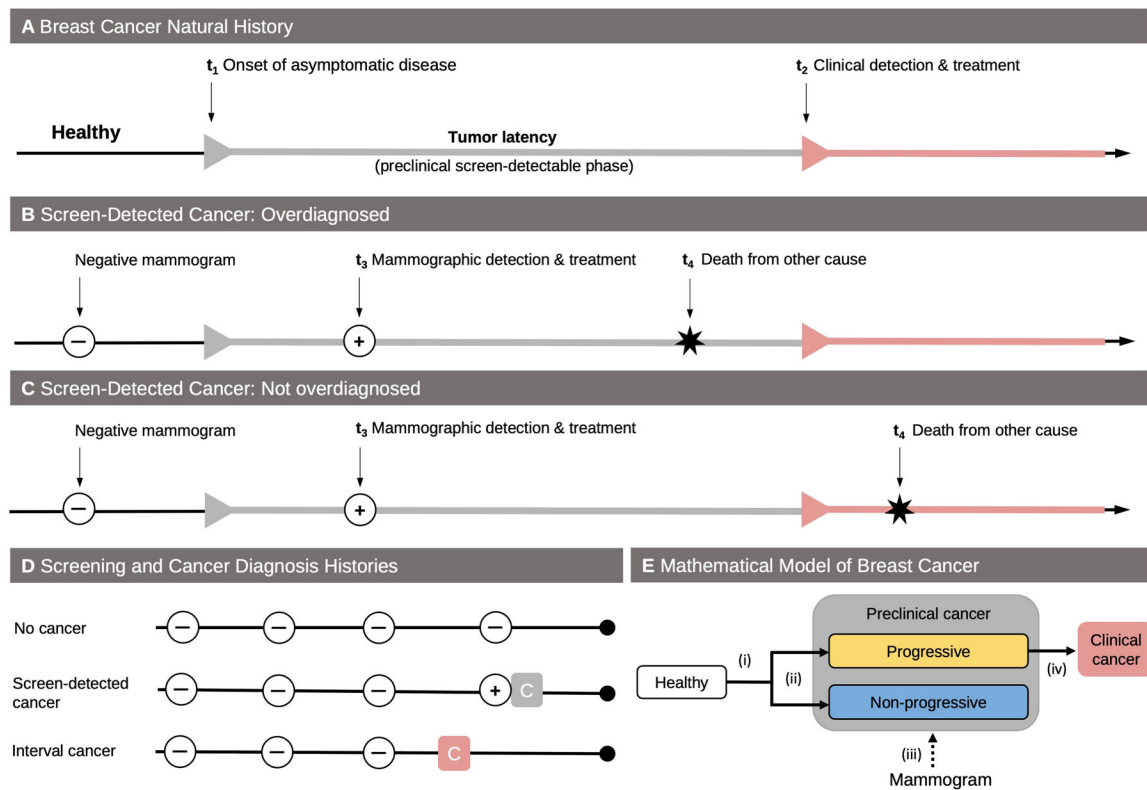 A Breast Cancer Natural History
t1 Onset of asymptomatic disease
t2 Clinical detection & treatment
Healthy
Tumor latency
(preclinical screen-detectable phase)
B Screen-Detected Cancer: Overdiagnosed
Negative mammogram
t3 Mammographic detection & treatment
t4 Death from other cause
−
+
C Screen-Detected Cancer: Not overdiagnosed
Negative mammogram
t3 Mammographic detection & treatment
t4 Death from other cause
−
+
D Screening and Cancer Diagnosis Histories
No cancer
− − − −
Screen-detected
cancer
− − − + C
Interval cancer
− − − C
E Mathematical Model of Breast Cancer
Preclinical cancer
Healthy
(i)
(ii)
Progressive
Non-progressive
(iv)
Clinical
cancer
(iii)
Mammogram